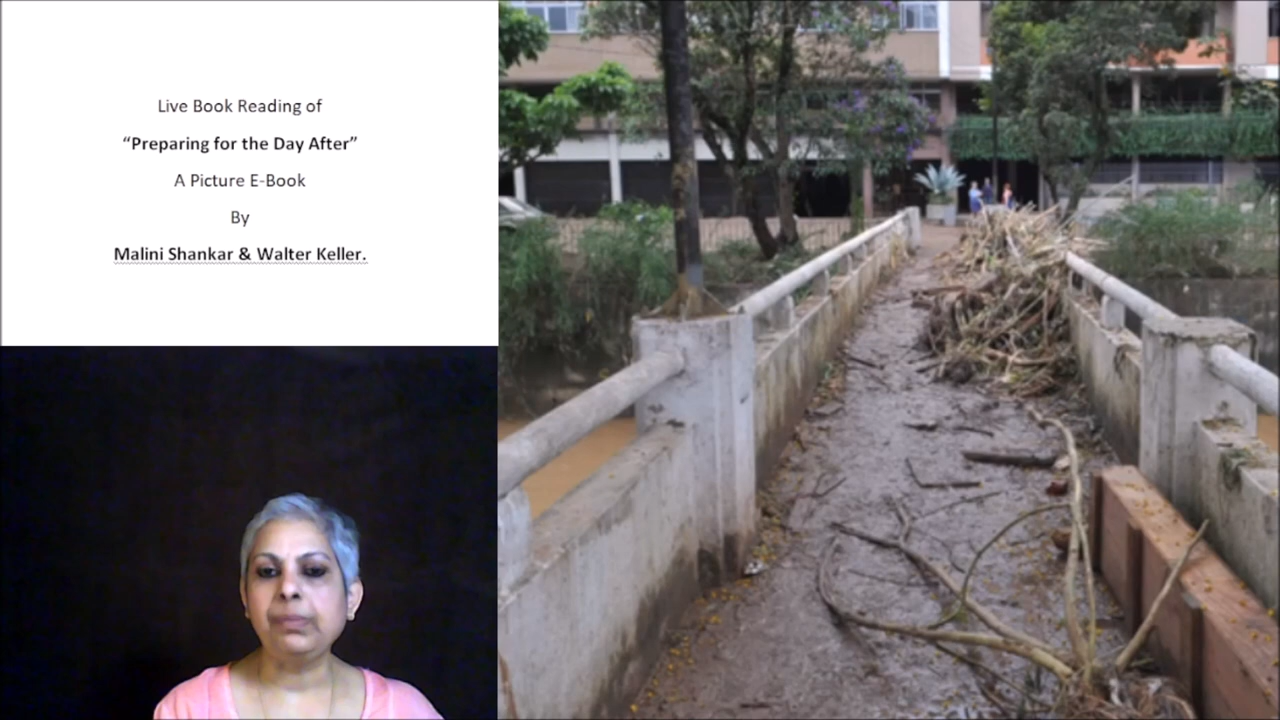 Live Book Reading of
“Preparing for the Day After”
A Picture E-Book
By
Malini Shankar & Walter Keller.